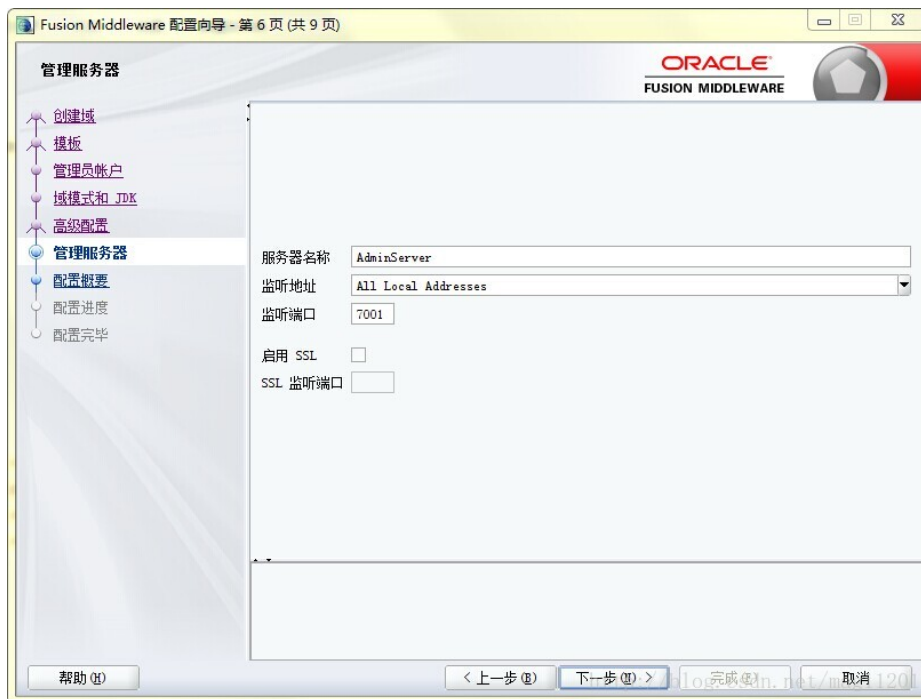 Fusion Middleware 配置向导 - 第 6 页 (共 9 页)
管理服务器
ORACLE
FUSION MIDDLEWARE
创建域
模板
管理员帐户
域模式和 JDK
高级配置
管理服务器
配置概要
配置进度
配置完毕
服务器名称 AdminServer
监听地址 All Local Addresses
监听端口 7001
启用 SSL
SSL 监听端口
帮助(H)
< 上一步(B) 下一步(N) > 完成(F) 取消